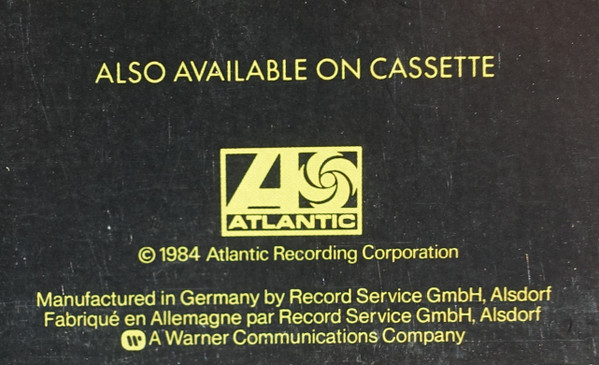 ALSO AVAILABLE ON CASSETTE
A
ATLANTIC
© 1984 Atlantic Recording Corporation
Manufactured in Germany by Record Service GmbH, Alsdorf
Fabriqué en Allemagne par Record Service GmbH, Alsdorf
W A Warner Communications Company